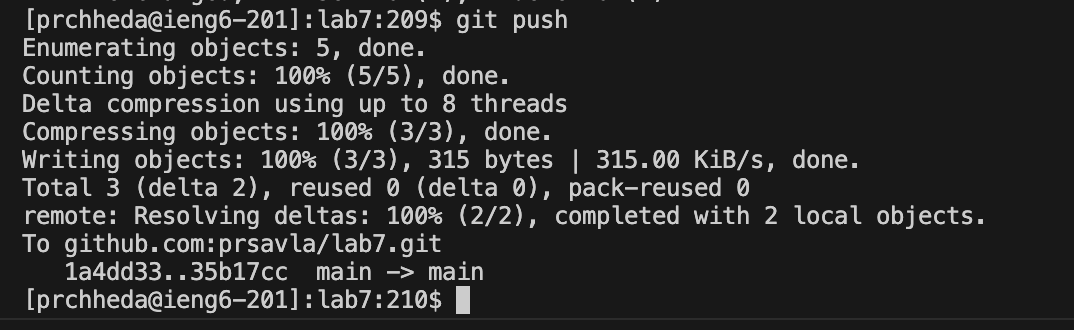 [prchheda@ieng6-201]:lab7:209$ git push
Enumerating objects: 5, done.
Counting objects: 100% (5/5), done.
Delta compression using up to 8 threads
Compressing objects: 100% (3/3), done.
Writing objects: 100% (3/3), 315 bytes | 315.00 KiB/s, done.
Total 3 (delta 2), reused 0 (delta 0), pack-reused 0
remote: Resolving deltas: 100% (2/2), completed with 2 local objects.
To github.com:prsavla/lab7.git
   1a4dd33..35b17cc  main -> main
[prchheda@ieng6-201]:lab7:210$